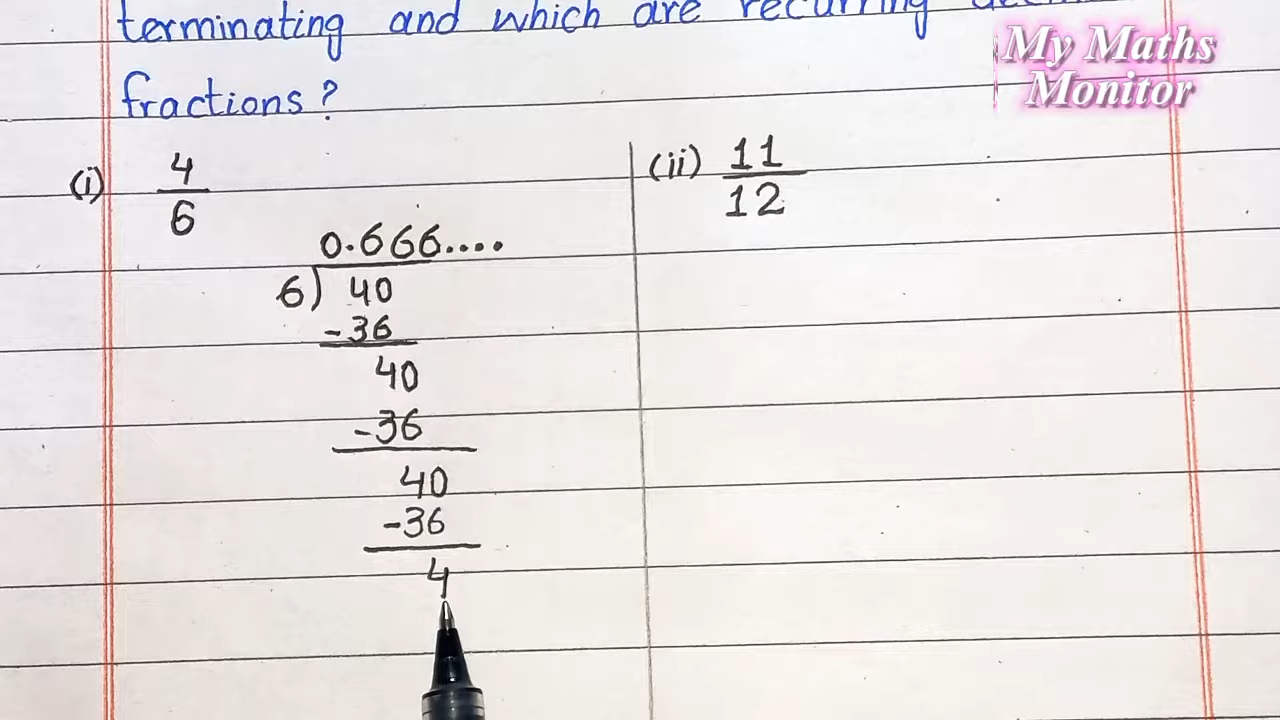 terminating and which are recurring
fractions?
My Maths
Monitor
(i) 4/6
0.666....
6) 40
-36
40
-36
40
-36
4
(ii) 11/12